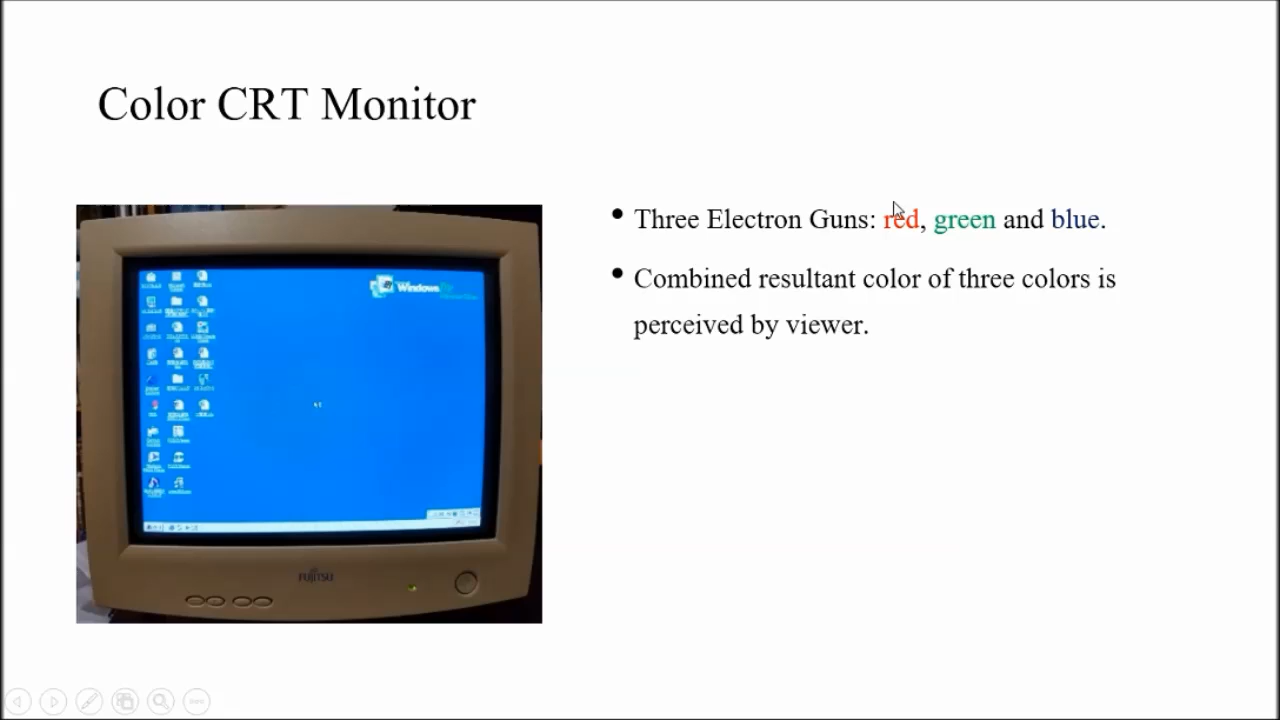 Color CRT Monitor
Three Electron Guns: red, green and blue.
Combined resultant color of three colors is
perceived by viewer.
Windows
FUJITSU